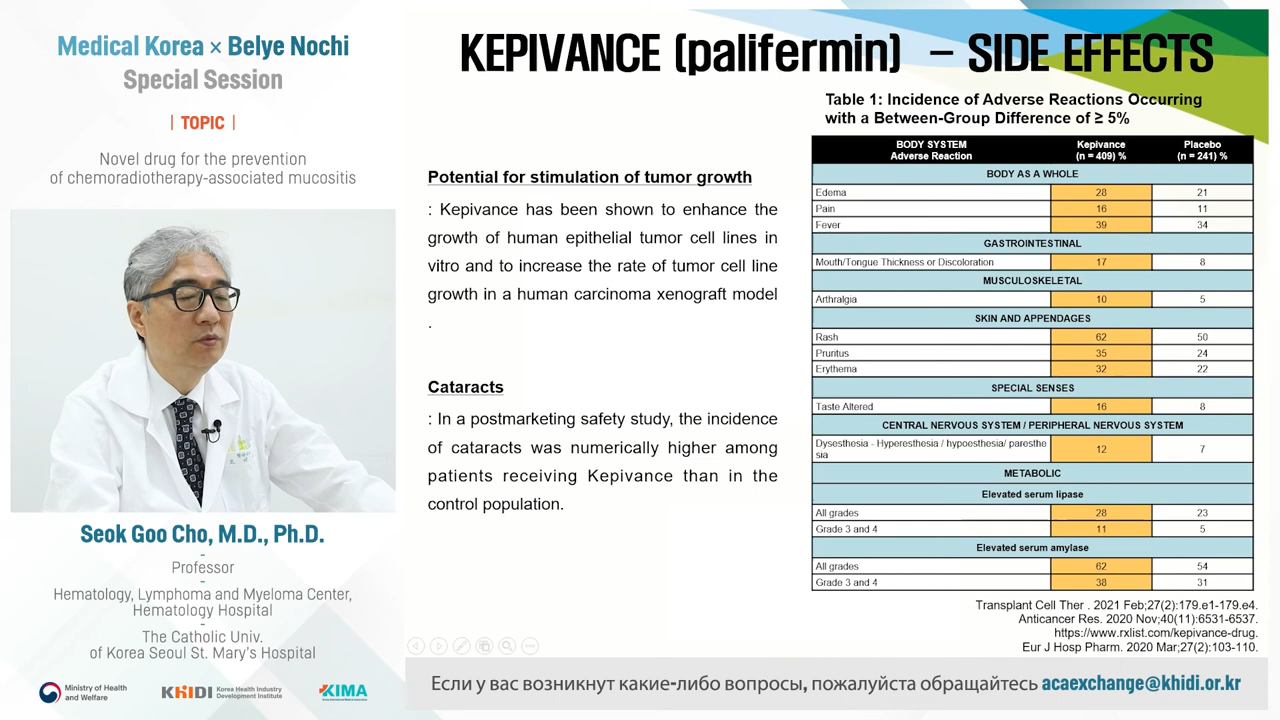 Medical Korea × Belye Nochi
Special Session
| TOPIC |
Novel drug for the prevention
of chemoradiotherapy-associated mucositis
Seok Goo Cho, M.D., Ph.D.
-
Professor
-
Hematology, Lymphoma and Myeloma Center,
Hematology Hospital
-
The Catholic Univ.
of Korea Seoul St. Mary's Hospital
Ministry of Health
and Welfare
KHIDI Korea Health Industry
Development Institute
KIMA
KEPIVANCE (palifermin) – SIDE EFFECTS
Potential for stimulation of tumor growth
: Kepivance has been shown to enhance the
growth of human epithelial tumor cell lines in
vitro and to increase the rate of tumor cell line
growth in a human carcinoma xenograft model
.
Cataracts
: In a postmarketing safety study, the incidence
of cataracts was numerically higher among
patients receiving Kepivance than in the
control population.
Table 1: Incidence of Adverse Reactions Occurring
with a Between-Group Difference of ≥ 5%
BODY SYSTEM Kepivance Placebo
Adverse Reaction (n = 409) % (n = 241) %
BODY AS A WHOLE
Edema 28 21
Pain 16 11
Fever 39 34
GASTROINTESTINAL
Mouth/Tongue Thickness or Discoloration 17 8
MUSCULOSKELETAL
Arthralgia 10 5
SKIN AND APPENDAGES
Rash 62 50
Pruritus 35 24
Erythema 32 22
SPECIAL SENSES
Taste Altered 16 8
CENTRAL NERVOUS SYSTEM / PERIPHERAL NERVOUS SYSTEM
Dysesthesia - Hyperesthesia / hypoesthesia/ paresthe
sia 12 7
METABOLIC
Elevated serum lipase
All grades 28 23
Grade 3 and 4 11 5
Elevated serum amylase
All grades 62 54
Grade 3 and 4 38 31
Transplant Cell Ther . 2021 Feb;27(2):179.e1-179.e4.
Anticancer Res. 2020 Nov;40(11):6531-6537.
https://www.rxlist.com/kepivance-drug.
Eur J Hosp Pharm. 2020 Mar;27(2):103-110.
Если у вас возникнут какие-либо вопросы, пожалуйста обращайтесь acaexchange@khidi.or.kr